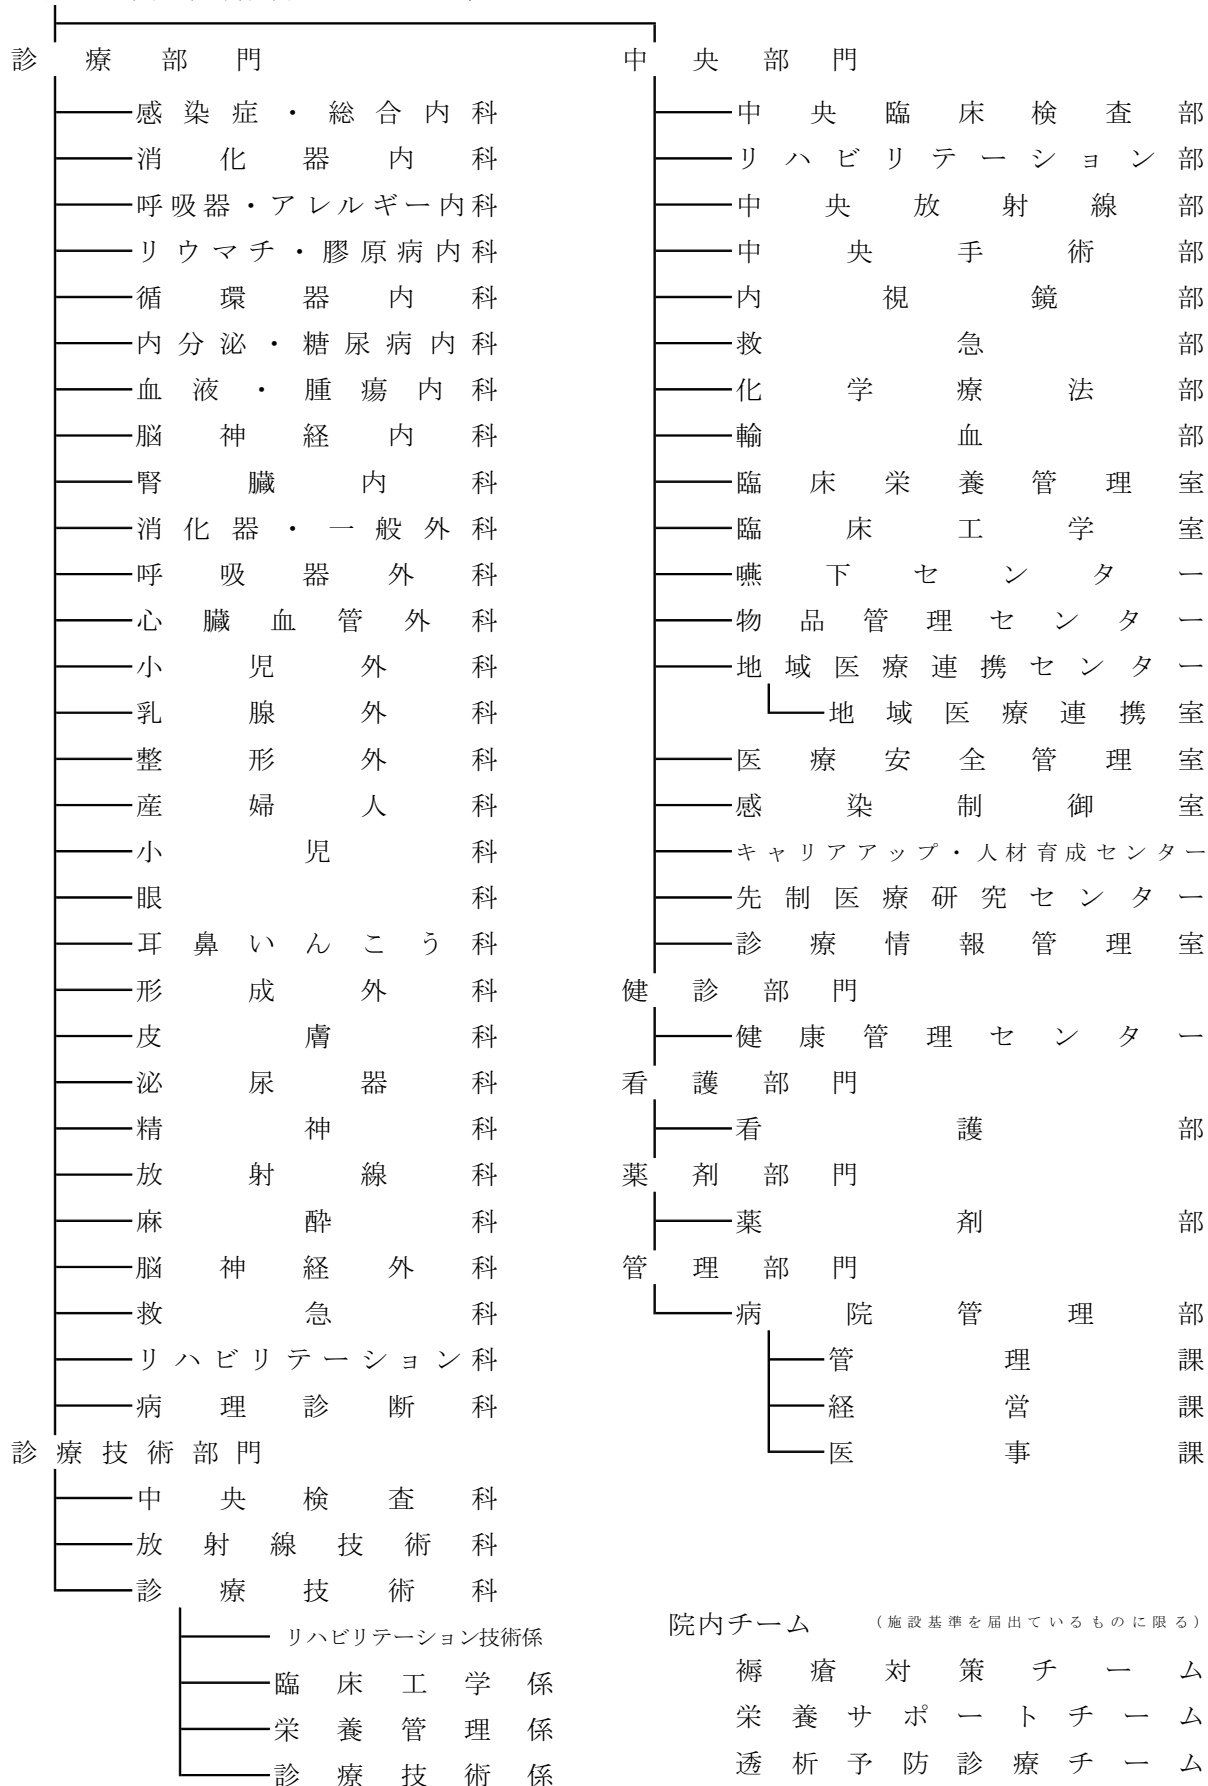 診療部門
感染症・総合内科
消化器内科
呼吸器・アレルギー内科
リウマチ・膠原病内科
循環器内科
内分泌・糖尿病内科
血液・腫瘍内科
脳神経内科
腎臓内科
消化器・一般外科
呼吸器外科
心臓血管外科
小児外科
乳腺外科
整形外科
産婦人科
小児科
眼科
耳鼻いんこう科
形成外科
皮膚科
泌尿器科
精神科
放射線科
麻酔科
脳神経外科
救急科
リハビリテーション科
病理診断科
診療技術部門
中央検査科
放射線技術科
診療技術科
リハビリテーション技術係
臨床工学係
栄養管理係
診療技術係
中央部門
中央臨床検査部
リハビリテーション部
中央放射線部
中央手術部
内視鏡部
救急部
化学療法部
輸血部
臨床栄養管理室
臨床工学室
嚥下センター
物品管理センター
地域医療連携センター
地域医療連携室
医療安全管理室
感染制御室
キャリアアップ・人材育成センター
先制医療研究センター
診療情報管理室
健診部門
健康管理センター
看護部門
看護部
薬剤部門
薬剤部
管理部門
病院管理部
管理課
経営課
医事課
院内チーム （施設基準を届出ているものに限る）
褥瘡対策チーム
栄養サポートチーム
透析予防診療チーム